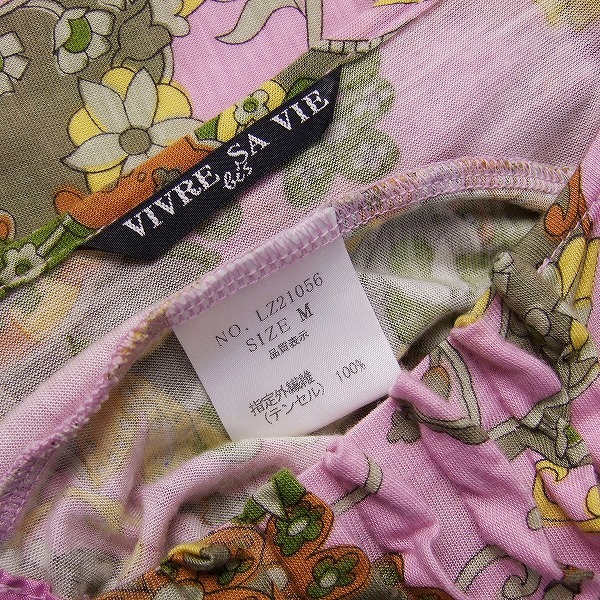 VIVRE SA VIE
bis
NO. LZ21056
SIZE M
品質表示
指定外繊維
(テンセル) 100%